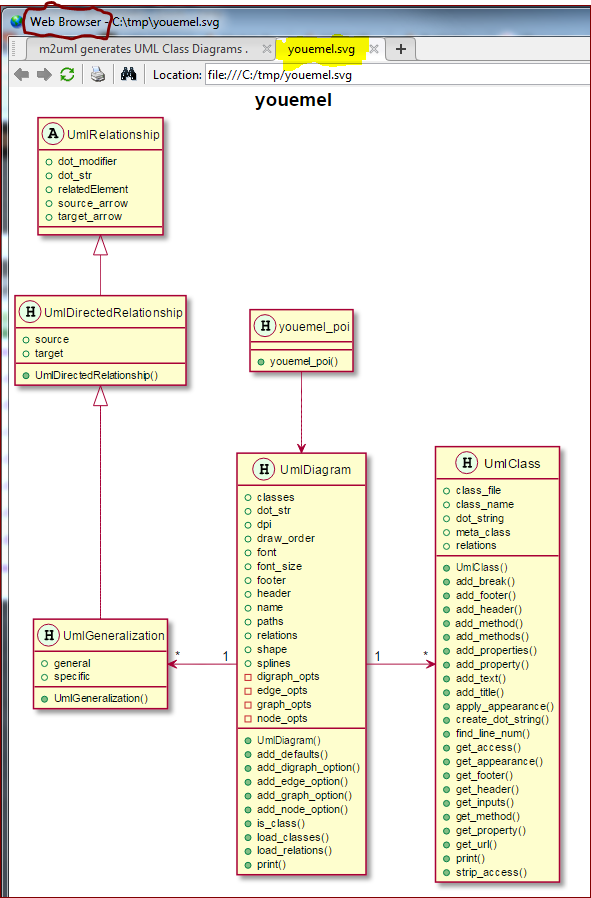 Web Browser - C:\tmp\youemel.svg
m2uml generates UML Class Diagrams .
youemel.svg
Location: file:///C:/tmp/youemel.svg
youemel
A UmlRelationship
dot_modifier
dot_str
relatedElement
source_arrow
target_arrow
H UmlDirectedRelationship
source
target
UmlDirectedRelationship()
H youemel_poi
youemel_poi()
H UmlDiagram
classes
dot_str
dpi
draw_order
font
font_size
footer
header
name
paths
relations
shape
splines
digraph_opts
edge_opts
graph_opts
node_opts
UmlDiagram()
add_defaults()
add_digraph_option()
add_edge_option()
add_graph_option()
add_node_option()
is_class()
load_classes()
load_relations()
print()
H UmlClass
class_file
class_name
dot_string
meta_class
relations
UmlClass()
add_break()
add_footer()
add_header()
add_method()
add_methods()
add_properties()
add_property()
add_text()
add_title()
apply_appearance()
create_dot_string()
find_line_num()
get_access()
get_appearance()
get_footer()
get_header()
get_inputs()
get_method()
get_property()
get_url()
print()
strip_access()
H UmlGeneralization
general
specific
UmlGeneralization()
* 1
1 *